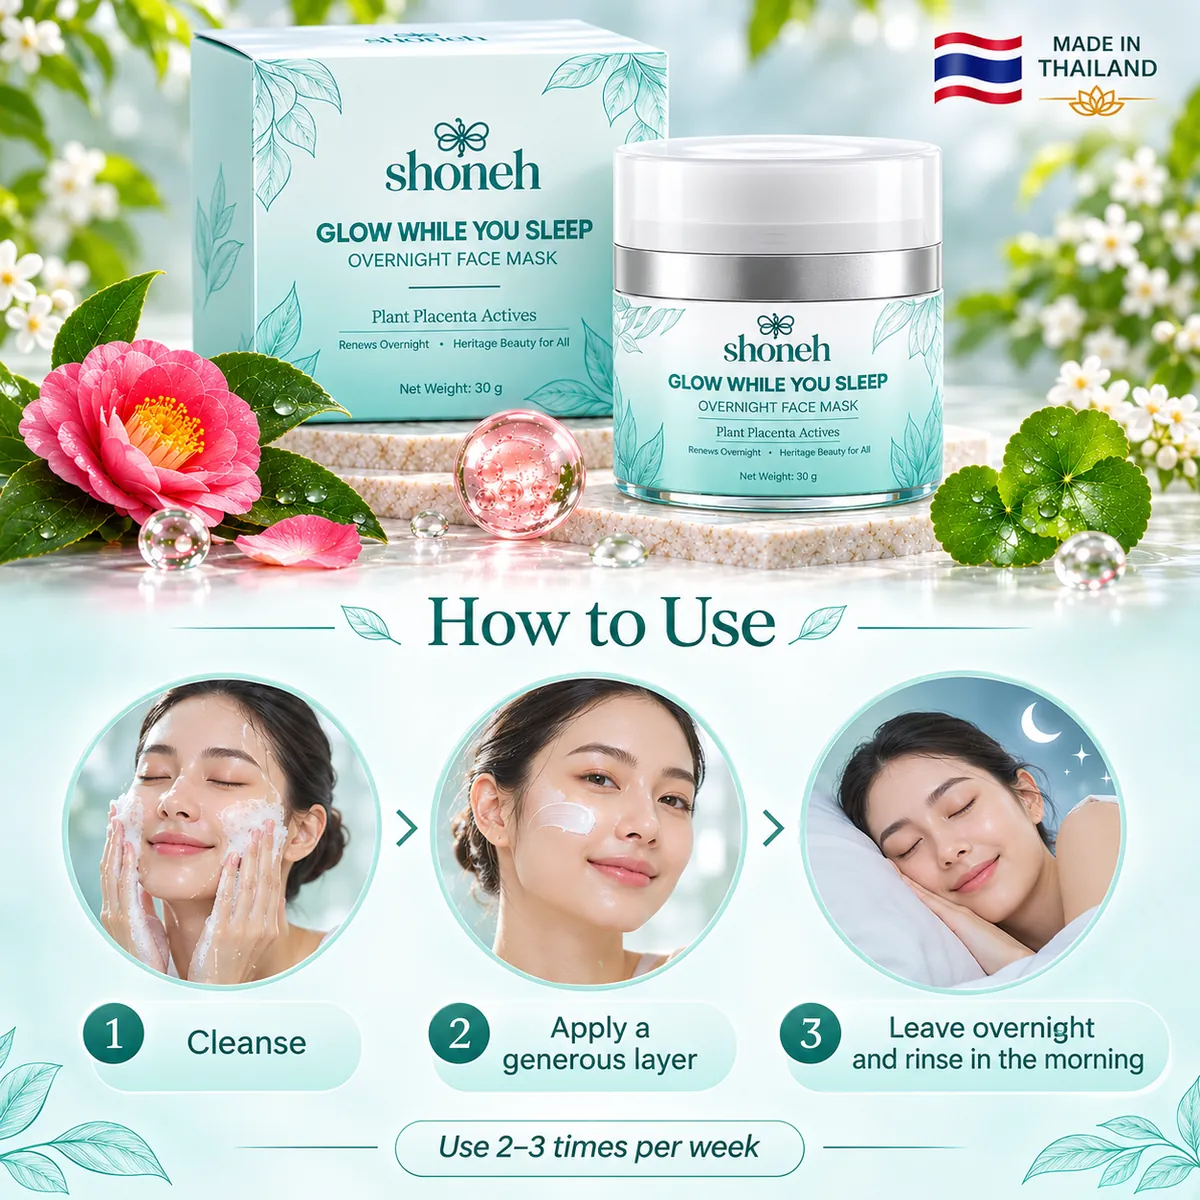 shoneh
MADE IN
THAILAND
shoneh
GLOW WHILE YOU SLEEP
OVERNIGHT FACE MASK
Plant Placenta Actives
Renews Overnight • Heritage Beauty for All
Net Weight: 30 g
shoneh
GLOW WHILE YOU SLEEP
OVERNIGHT FACE MASK
Plant Placenta Actives
Renews Overnight • Heritage Beauty for All
Net Weight: 30 g
How to Use
1 Cleanse
2 Apply a
generous layer
3 Leave overnight
and rinse in the morning
Use 2–3 times per week